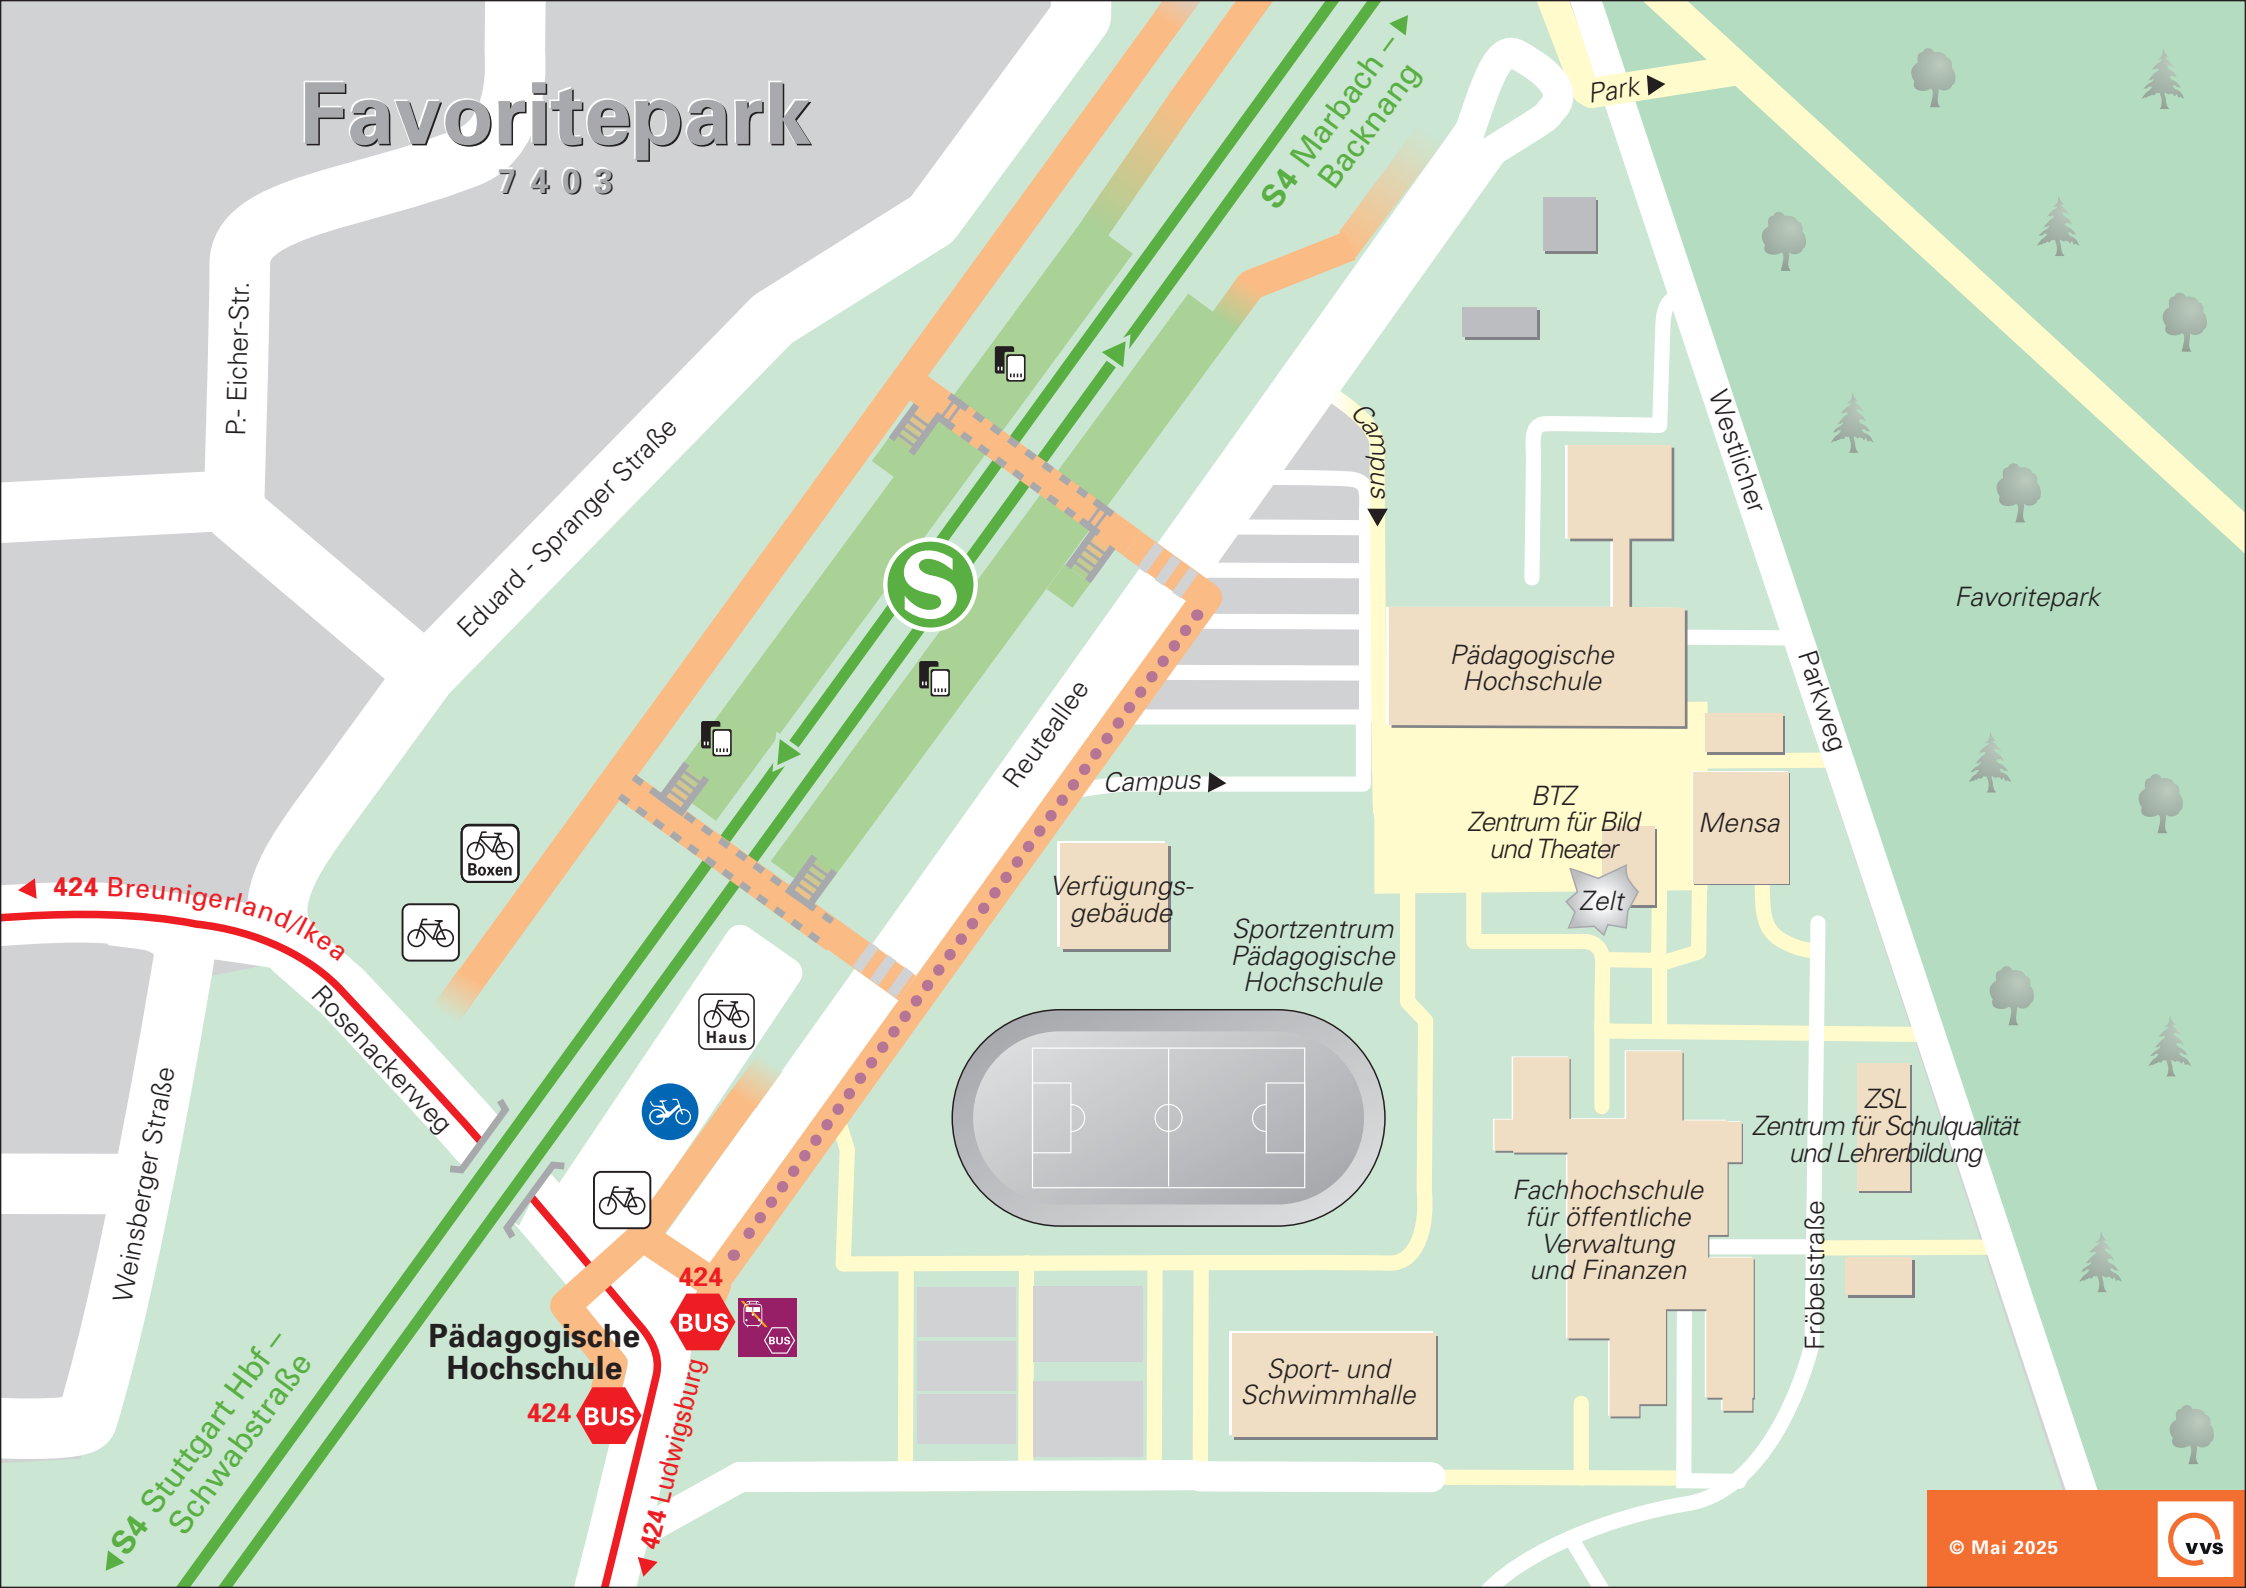 Favoritepark
7403
S4 Marbach –
Backnang
Park
P.- Eicher-Str.
Eduard - Spranger Straße
Campus
Westlicher
Parkweg
Favoritepark
S
Pädagogische
Hochschule
Reuteallee
Campus
BTZ
Zentrum für Bild
und Theater
Mensa
Zelt
Boxen
Verfügungs-
gebäude
Sportzentrum
Pädagogische
Hochschule
424 Breunigerland/Ikea
Rosenackerweg
Weinsberger Straße
Haus
ZSL
Zentrum für Schulqualität
und Lehrerbildung
Fachhochschule
für öffentliche
Verwaltung
und Finanzen
Fröbelstraße
424
BUS
BUS
Pädagogische
Hochschule
424
BUS
424 Ludwigsburg
Sport- und
Schwimmhalle
S4 Stuttgart Hbf –
Schwabstraße
© Mai 2025
vvs